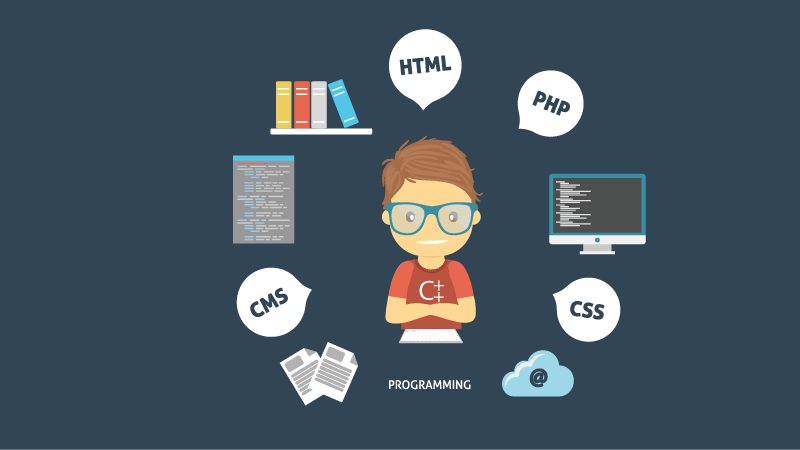 HTML
PHP
CMS
C++
CSS
@
PROGRAMMING